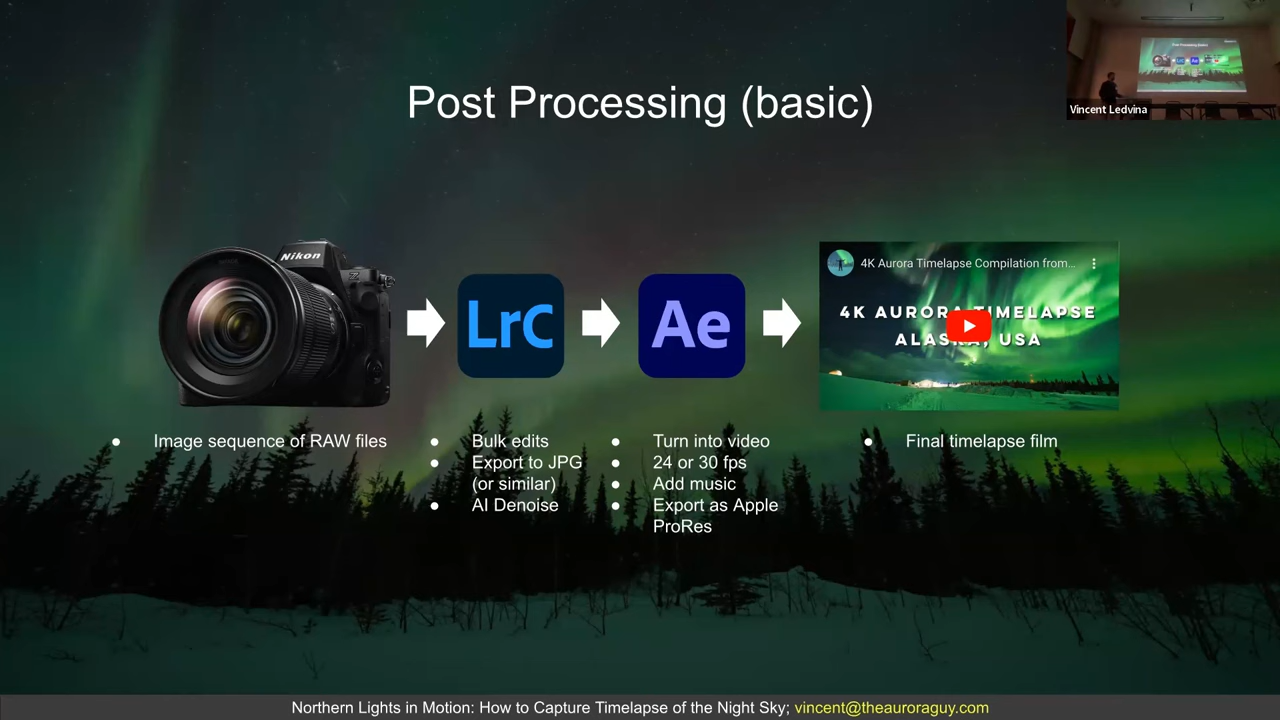 Post Processing (basic)
Vincent Ledvina
Nikon
Z
LrC
Ae
4K Aurora Timelapse Compilation from...
4K AURORA TIMELAPSE
ALASKA, USA
● Image sequence of RAW files
● Bulk edits
● Export to JPG
(or similar)
● AI Denoise
● Turn into video
● 24 or 30 fps
● Add music
● Export as Apple
ProRes
● Final timelapse film
Northern Lights in Motion: How to Capture Timelapse of the Night Sky; vincent@theauroraguy.com